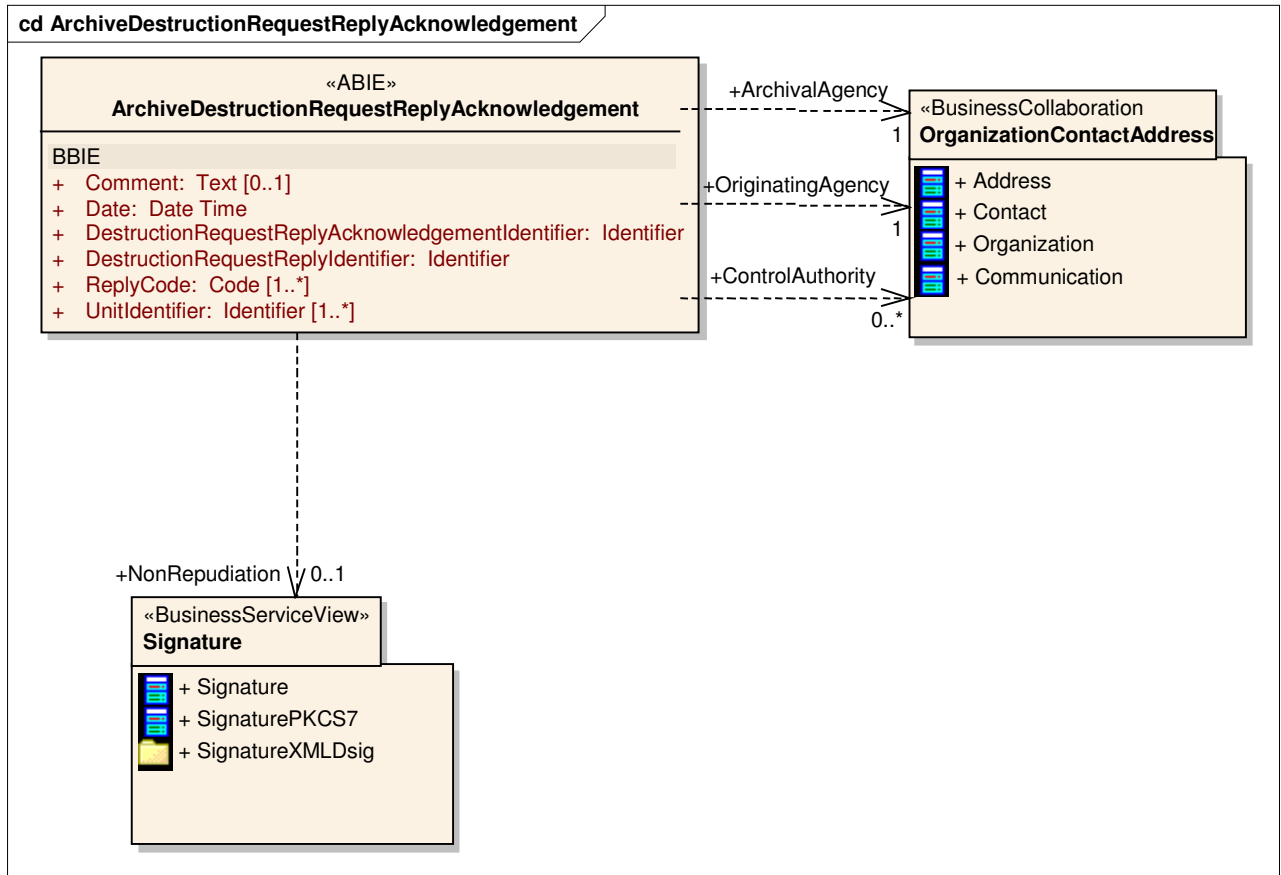 cd ArchiveDestructionRequestReplyAcknowledgement
«ABIE»
ArchiveDestructionRequestReplyAcknowledgement
BBIE
+ Comment: Text [0..1]
+ Date: Date Time
+ DestructionRequestReplyAcknowledgementIdentifier: Identifier
+ DestructionRequestReplyIdentifier: Identifier
+ ReplyCode: Code [1..*]
+ UnitIdentifier: Identifier [1..*]
+ArchivalAgency
1
+OriginatingAgency
1
+ControlAuthority
0..*
«BusinessCollaboration
OrganizationContactAddress
+ Address
+ Contact
+ Organization
+ Communication
+NonRepudiation 0..1
«BusinessServiceView»
Signature
+ Signature
+ SignaturePKCS7
+ SignatureXMLDsig